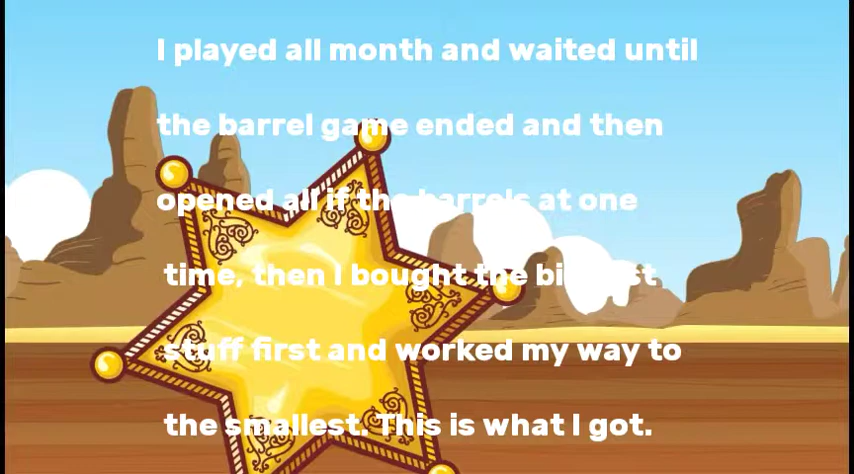 I played all month and waited until
the barrel game ended and then
opened all if the barrels at one
time, then I bought the biggest
stuff first and worked my way to
the smallest. This is what I got.